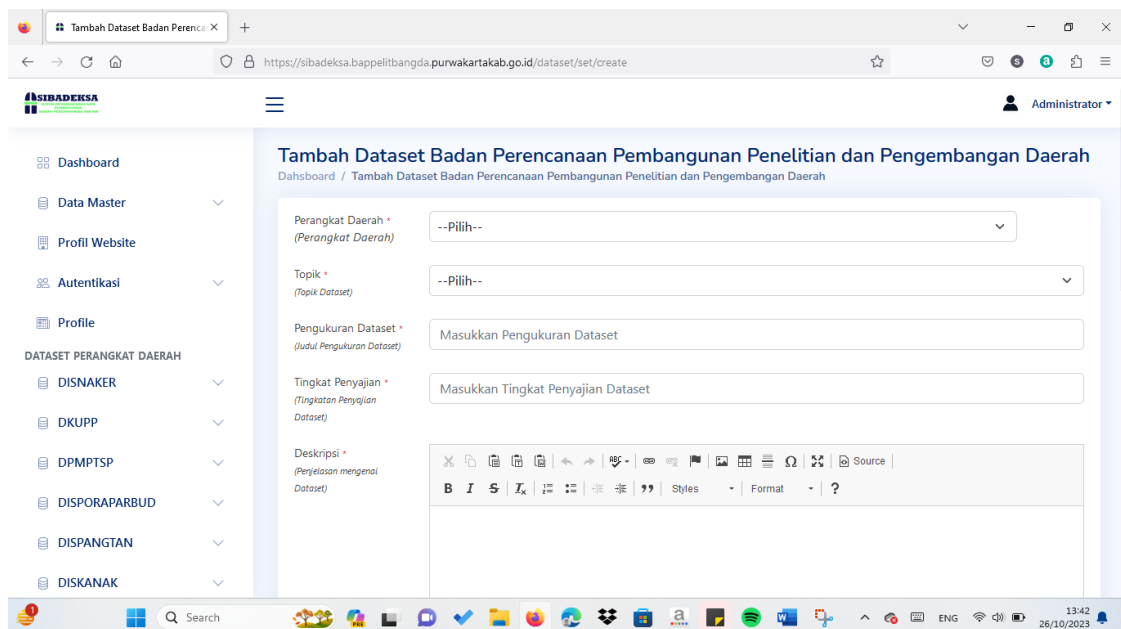 Tambah Dataset Badan Perenca
https://sibadeksa.bappelitbangda.purwakartakab.go.id/dataset/set/create
SIBADEKSA
Administrator
Dashboard
Data Master
Profil Website
Autentikasi
Profile
DATASET PERANGKAT DAERAH
DISNAKER
DKUPP
DPMPTSP
DISPORAPARBUD
DISPANGTAN
DISKANAK
Tambah Dataset Badan Perencanaan Pembangunan Penelitian dan Pengembangan Daerah
Dahsboard / Tambah Dataset Badan Perencanaan Pembangunan Penelitian dan Pengembangan Daerah
Perangkat Daerah *
(Perangkat Daerah)
--Pilih--
Topik *
(Topik Dataset)
--Pilih--
Pengukuran Dataset *
(Judul Pengukuran Dataset)
Masukkan Pengukuran Dataset
Tingkat Penyajian *
(Tingkatan Penyajian
Dataset)
Masukkan Tingkat Penyajian Dataset
Deskripsi *
(Penjelasan mengenai
Dataset)
Source
Styles
Format
Search
ENG
13:42
26/10/2023